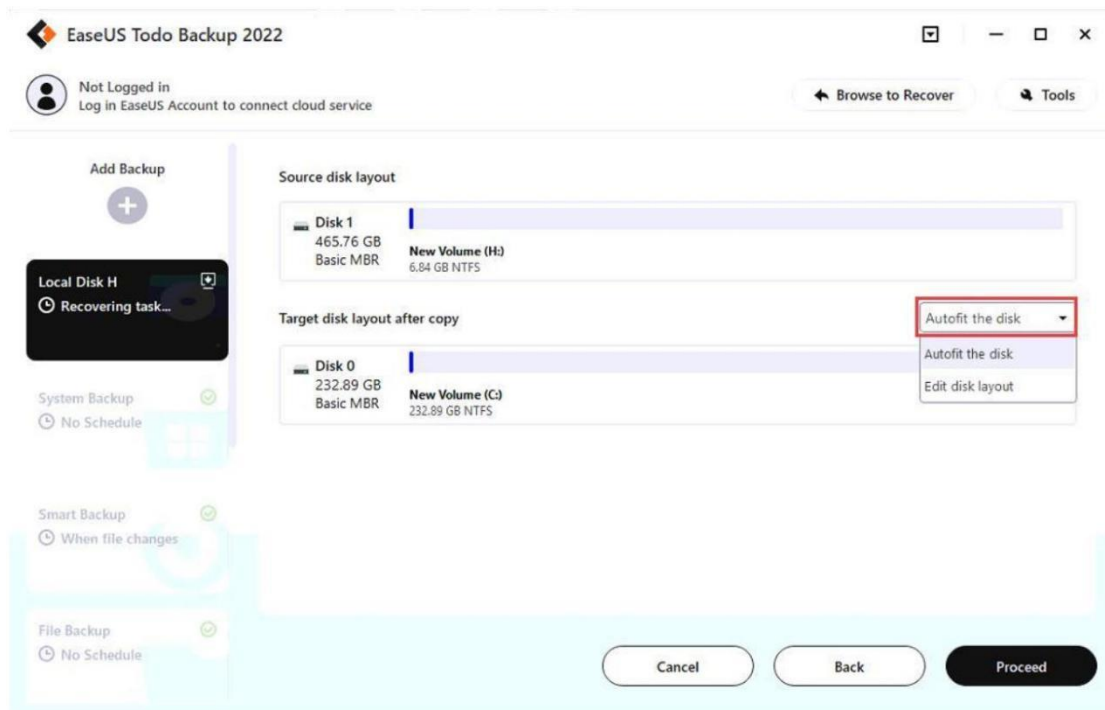 EaseUS Todo Backup 2022
Not Logged in
Log in EaseUS Account to connect cloud service
Browse to Recover
Tools
Add Backup
Local Disk H
Recovering task...
System Backup
No Schedule
Smart Backup
When file changes
File Backup
No Schedule
Source disk layout
Disk 1
465.76 GB
Basic MBR
New Volume (H:)
6.84 GB NTFS
Target disk layout after copy
Autofit the disk
Autofit the disk
Edit disk layout
Disk 0
232.89 GB
Basic MBR
New Volume (C:)
232.89 GB NTFS
Cancel
Back
Proceed